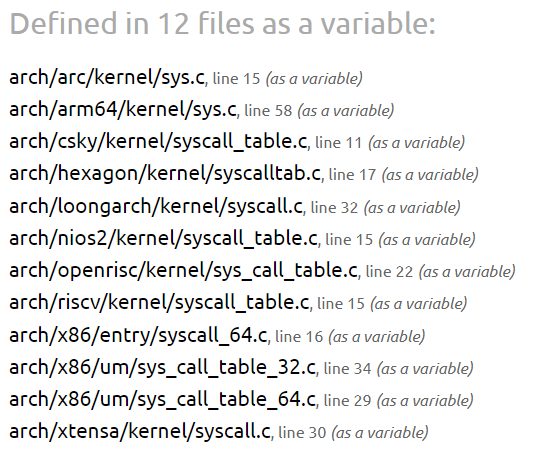 Defined in 12 files as a variable:
arch/arc/kernel/sys.c, line 15 (as a variable)
arch/arm64/kernel/sys.c, line 58 (as a variable)
arch/csky/kernel/syscall_table.c, line 11 (as a variable)
arch/hexagon/kernel/syscalltab.c, line 17 (as a variable)
arch/loongarch/kernel/syscall.c, line 32 (as a variable)
arch/nios2/kernel/syscall_table.c, line 15 (as a variable)
arch/openrisc/kernel/sys_call_table.c, line 22 (as a variable)
arch/riscv/kernel/syscall_table.c, line 15 (as a variable)
arch/x86/entry/syscall_64.c, line 16 (as a variable)
arch/x86/um/sys_call_table_32.c, line 34 (as a variable)
arch/x86/um/sys_call_table_64.c, line 29 (as a variable)
arch/xtensa/kernel/syscall.c, line 30 (as a variable)